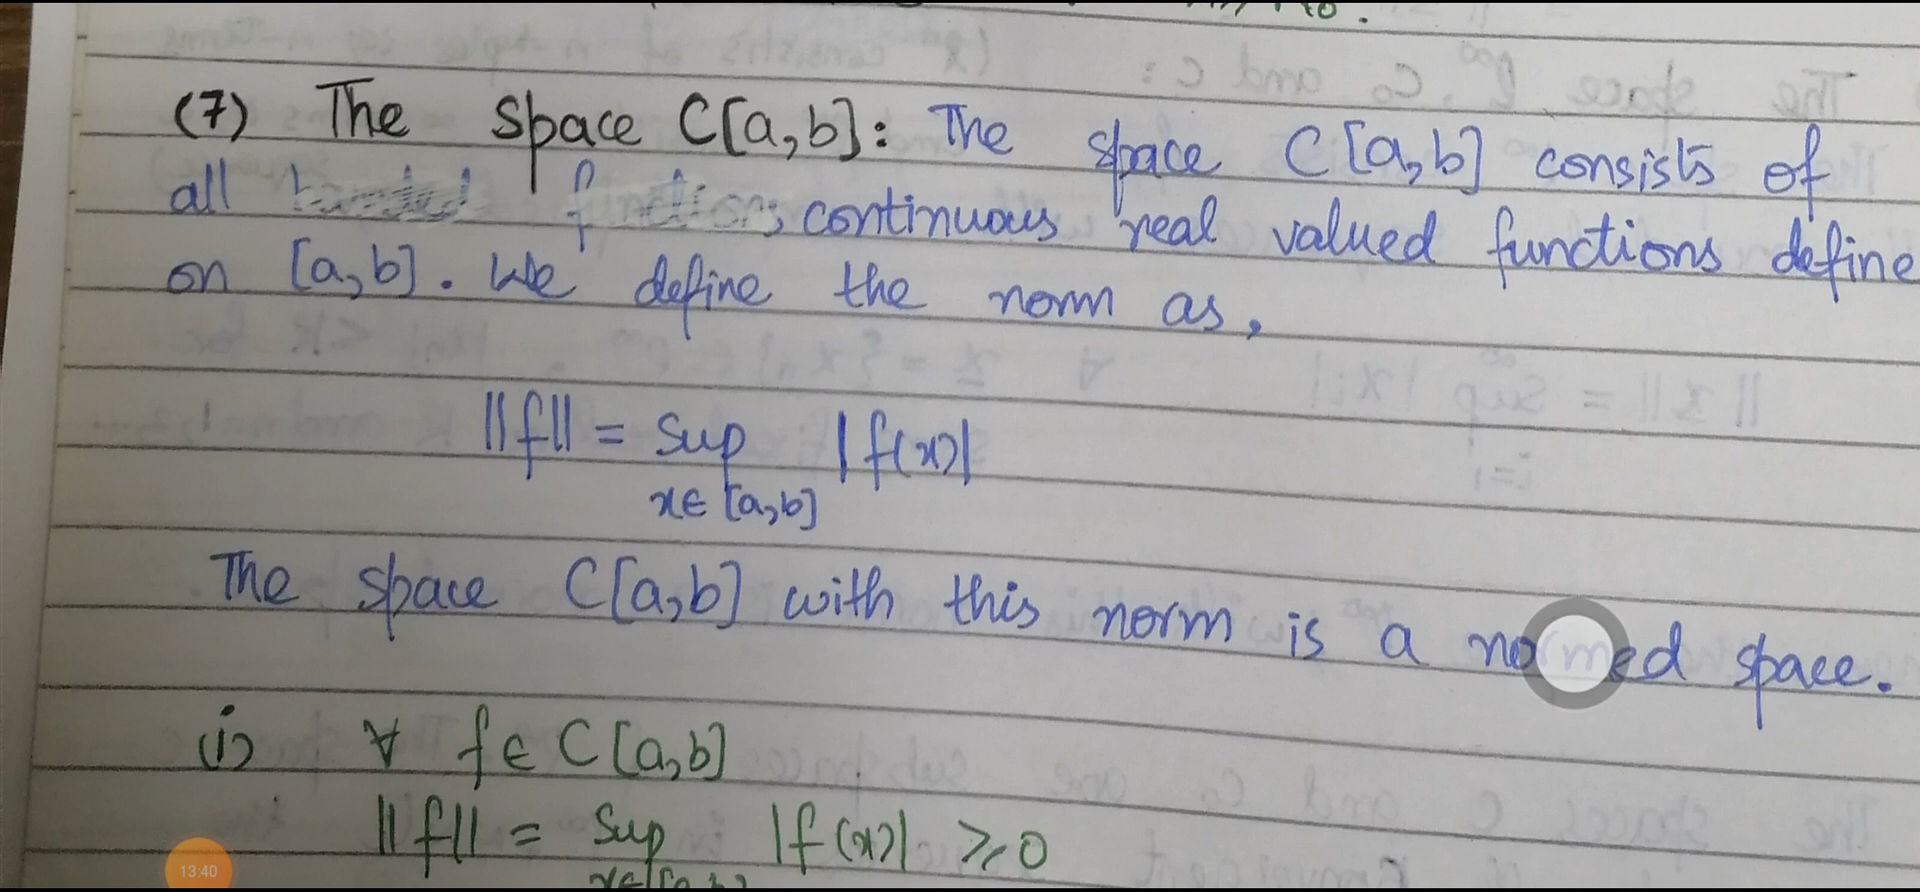 (7) The space C[a,b]: The space C[a,b] consists of
all functions continuous real valued functions define
on [a,b]. We define the norm as,
||f|| = Sup |f(x)|
x∈[a,b]
The space C[a,b] with this norm is a normed space.
(i) ∀ f∈C[a,b]
||f|| = Sup |f(x)| ≥0
x∈[a,b]
13:40